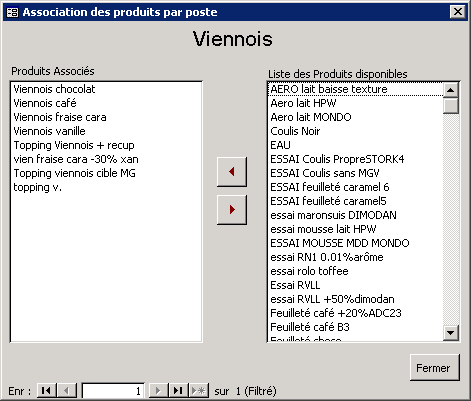 Association des produits par poste
Viennois
Produits Associés
Viennois chocolat
Viennois café
Viennois fraise cara
Viennois vanille
Topping Viennois + recup
vien fraise cara -30% xan
Topping viennois cible MG
topping v.
Liste des Produits disponibles
AERO lait baisse texture
Aero lait HPW
Aero lait MONDO
Coulis Noir
EAU
ESSAI Coulis PropreSTORK4
ESSAI Coulis sans MGV
ESSAI feuilleté caramel 6
ESSAI feuilleté caramel5
essai maronsuis DIMODAN
essai mousse lait HPW
ESSAI MOUSSE MDD MONDO
essai RN1 0.01%arôme
essai rolo toffee
Essai RVLL
essai RVLL +50%dimodan
Feuilleté café +20%ADC23
Feuilleté café B3
Feuilleté choco
Fermer
Enr : 1 sur 1 (Filtré)